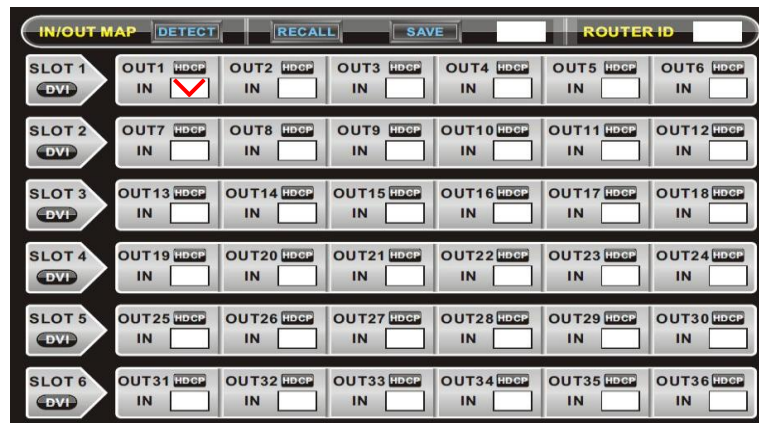 IN/OUT MAP DETECT RECALL SAVE ROUTER ID
SLOT 1 OUT1 HDCP OUT2 HDCP OUT3 HDCP OUT4 HDCP OUT5 HDCP OUT6 HDCP
DVI IN IN IN IN IN IN
SLOT 2 OUT7 HDCP OUT8 HDCP OUT9 HDCP OUT10 HDCP OUT11 HDCP OUT12 HDCP
DVI IN IN IN IN IN IN
SLOT 3 OUT13 HDCP OUT14 HDCP OUT15 HDCP OUT16 HDCP OUT17 HDCP OUT18 HDCP
DVI IN IN IN IN IN IN
SLOT 4 OUT19 HDCP OUT20 HDCP OUT21 HDCP OUT22 HDCP OUT23 HDCP OUT24 HDCP
DVI IN IN IN IN IN IN
SLOT 5 OUT25 HDCP OUT26 HDCP OUT27 HDCP OUT28 HDCP OUT29 HDCP OUT30 HDCP
DVI IN IN IN IN IN IN
SLOT 6 OUT31 HDCP OUT32 HDCP OUT33 HDCP OUT34 HDCP OUT35 HDCP OUT36 HDCP
DVI IN IN IN IN IN IN